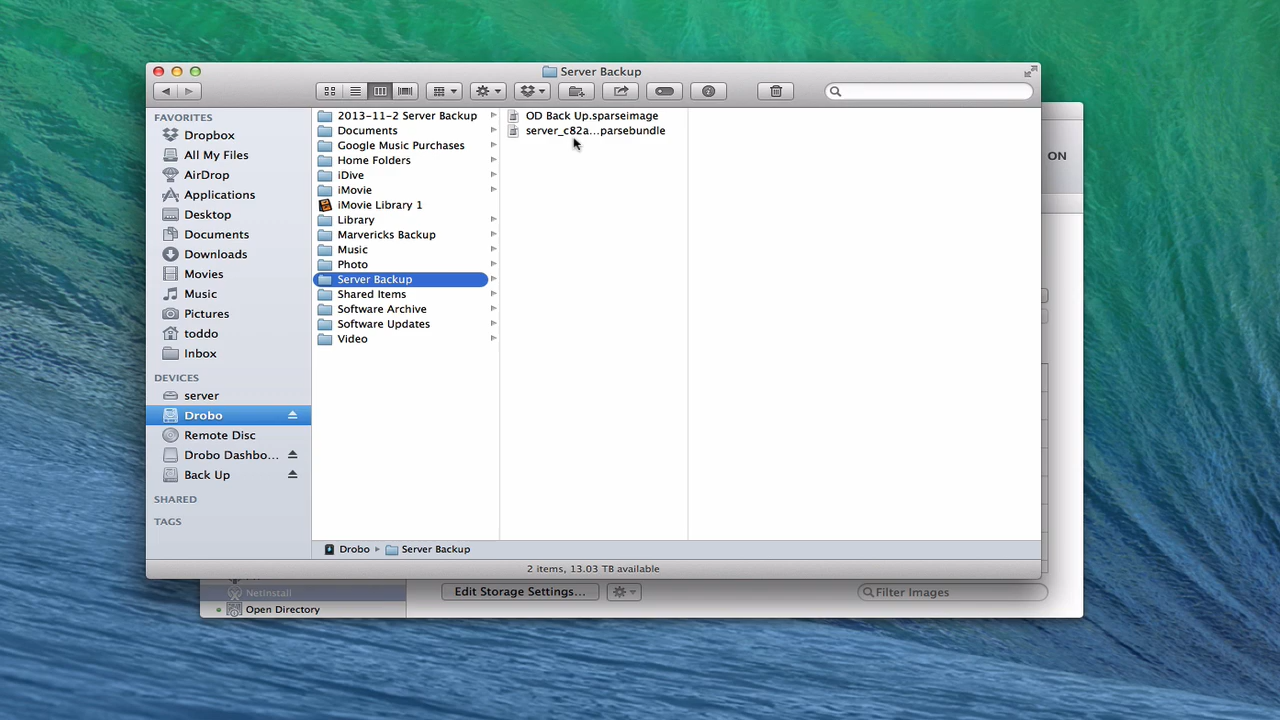 Server Backup
FAVORITES
Dropbox
All My Files
AirDrop
Applications
Desktop
Documents
Downloads
Movies
Music
Pictures
toddo
Inbox
DEVICES
server
Drobo
Remote Disc
Drobo Dashbo...
Back Up
SHARED
TAGS
2013-11-2 Server Backup
Documents
Google Music Purchases
Home Folders
iDive
iMovie
iMovie Library 1
Library
Marvericks Backup
Music
Photo
Server Backup
Shared Items
Software Archive
Software Updates
Video
OD Back Up.sparseimage
server_c82a...parsebundle
Drobo
Server Backup
2 items, 13.03 TB available
ON
NetInstall
Open Directory
Edit Storage Settings...
Filter Images